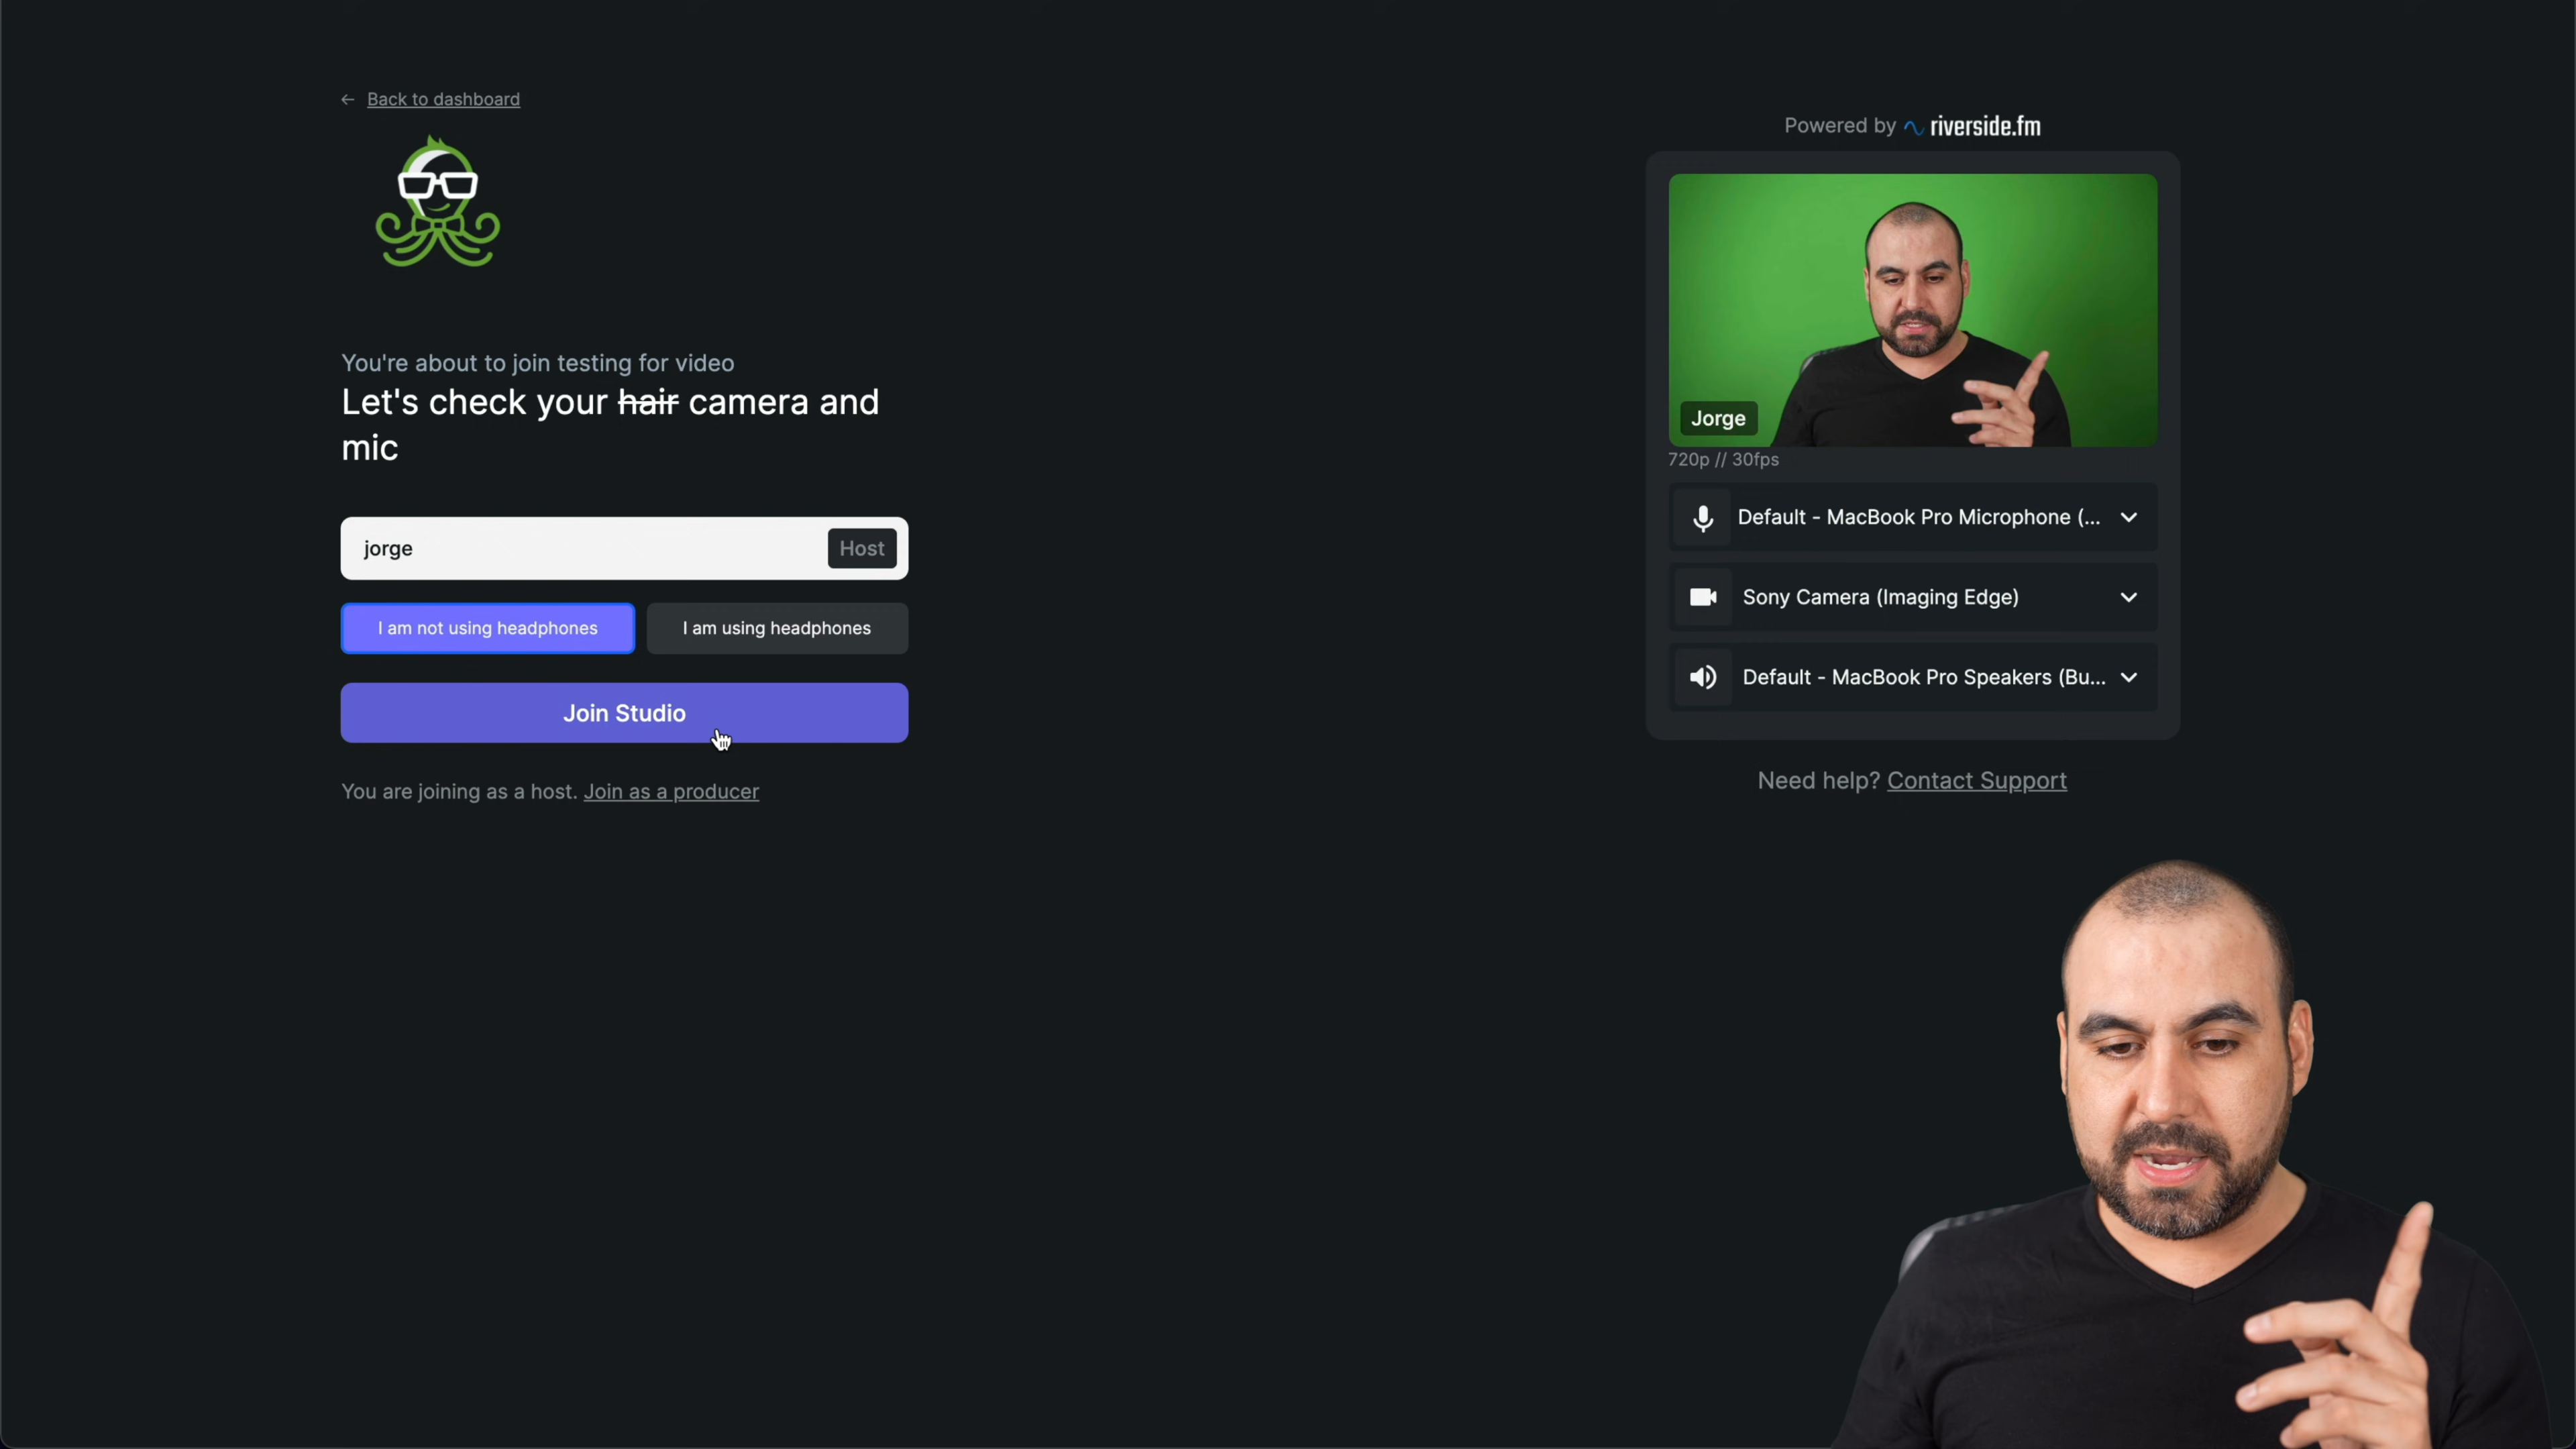 ← Back to dashboard
You're about to join testing for video
Let's check your hair camera and
mic
jorge
Host
I am not using headphones
I am using headphones
Join Studio
You are joining as a host. Join as a producer
Powered by riverside.fm
Jorge
720p // 30fps
Default - MacBook Pro Microphone (...
Sony Camera (Imaging Edge)
Default - MacBook Pro Speakers (Bu...
Need help? Contact Support